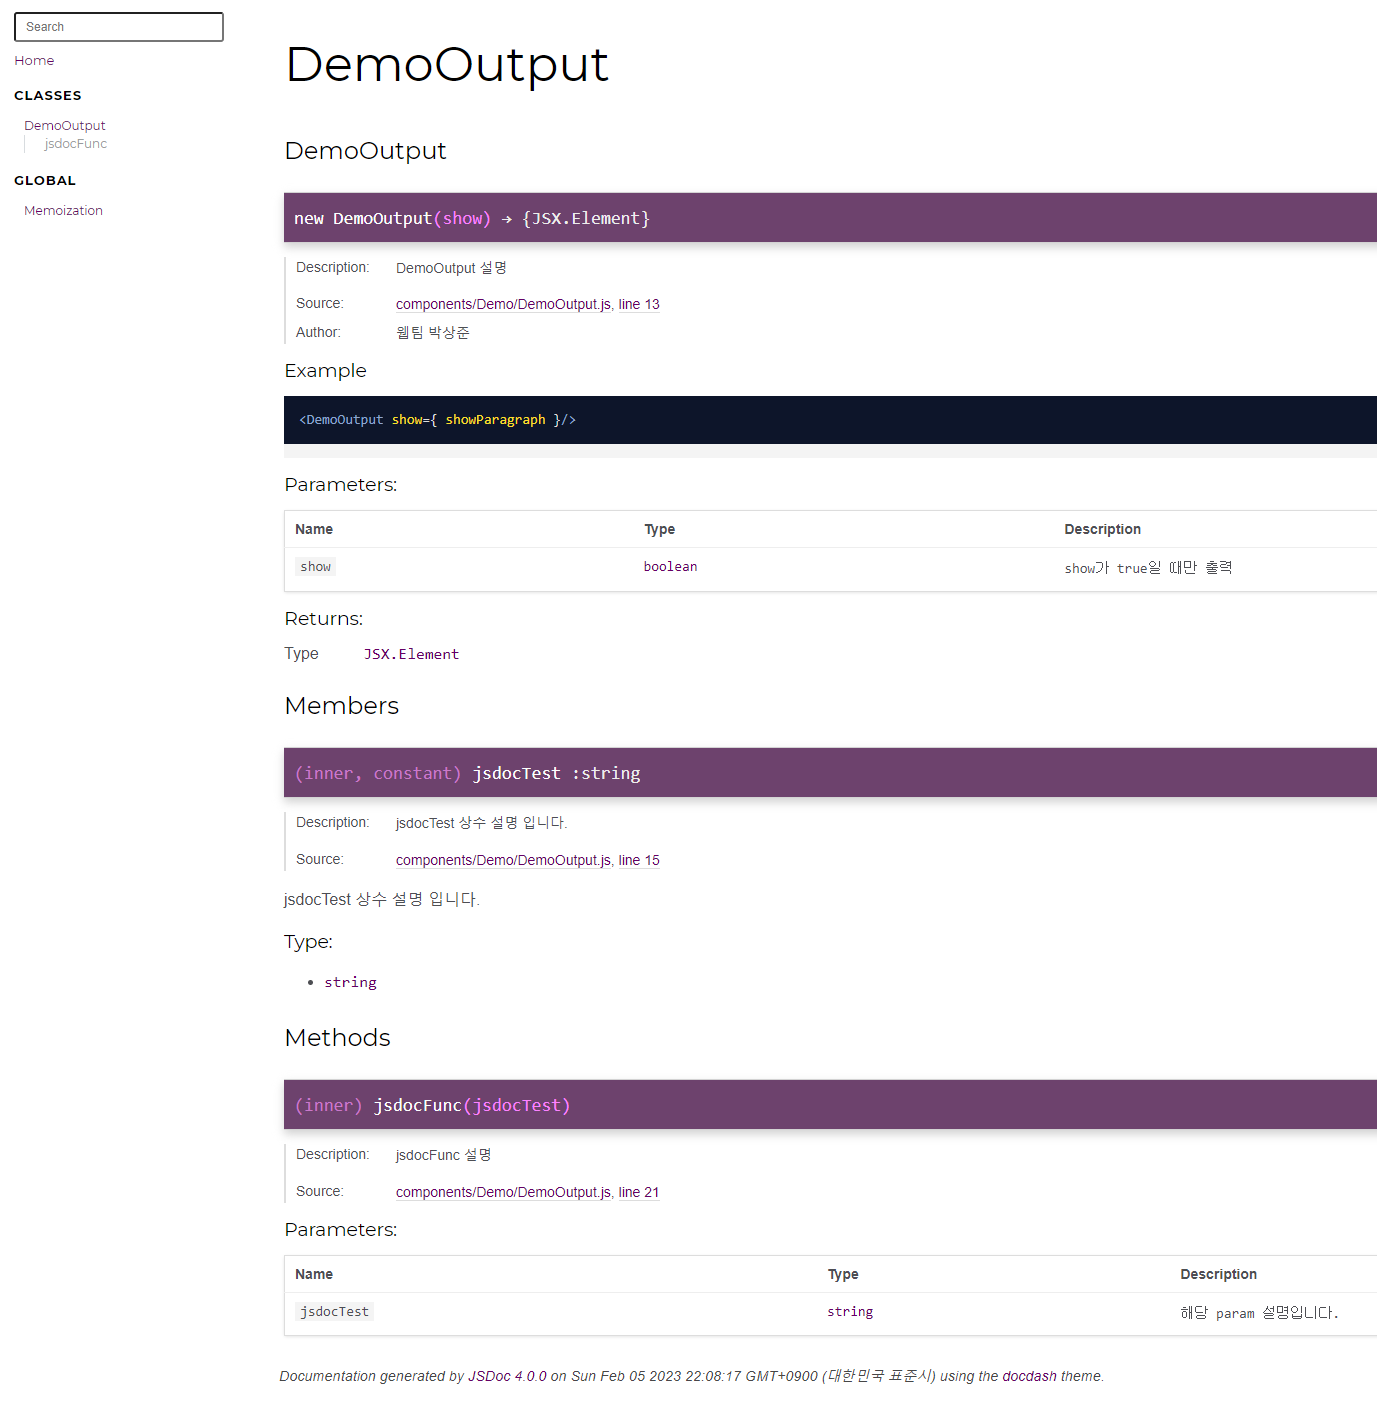 Search
Home
CLASSES
DemoOutput
jsdocFunc
GLOBAL
Memoization
DemoOutput
DemoOutput
new DemoOutput(show) → {JSX.Element}
Description: DemoOutput 설명
Source: components/Demo/DemoOutput.js, line 13
Author: 웹팀 박상준
Example
<DemoOutput show={ showParagraph }/>
Parameters:
Name Type Description
show boolean show가 true일 때만 출력
Returns:
Type JSX.Element
Members
(inner, constant) jsdocTest :string
Description: jsdocTest 상수 설명 입니다.
Source: components/Demo/DemoOutput.js, line 15
jsdocTest 상수 설명 입니다.
Type:
• string
Methods
(inner) jsdocFunc(jsdocTest)
Description: jsdocFunc 설명
Source: components/Demo/DemoOutput.js, line 21
Parameters:
Name Type Description
jsdocTest string 해당 param 설명입니다.
Documentation generated by JSDoc 4.0.0 on Sun Feb 05 2023 22:08:17 GMT+0900 (대한민국 표준시) using the docdash theme.